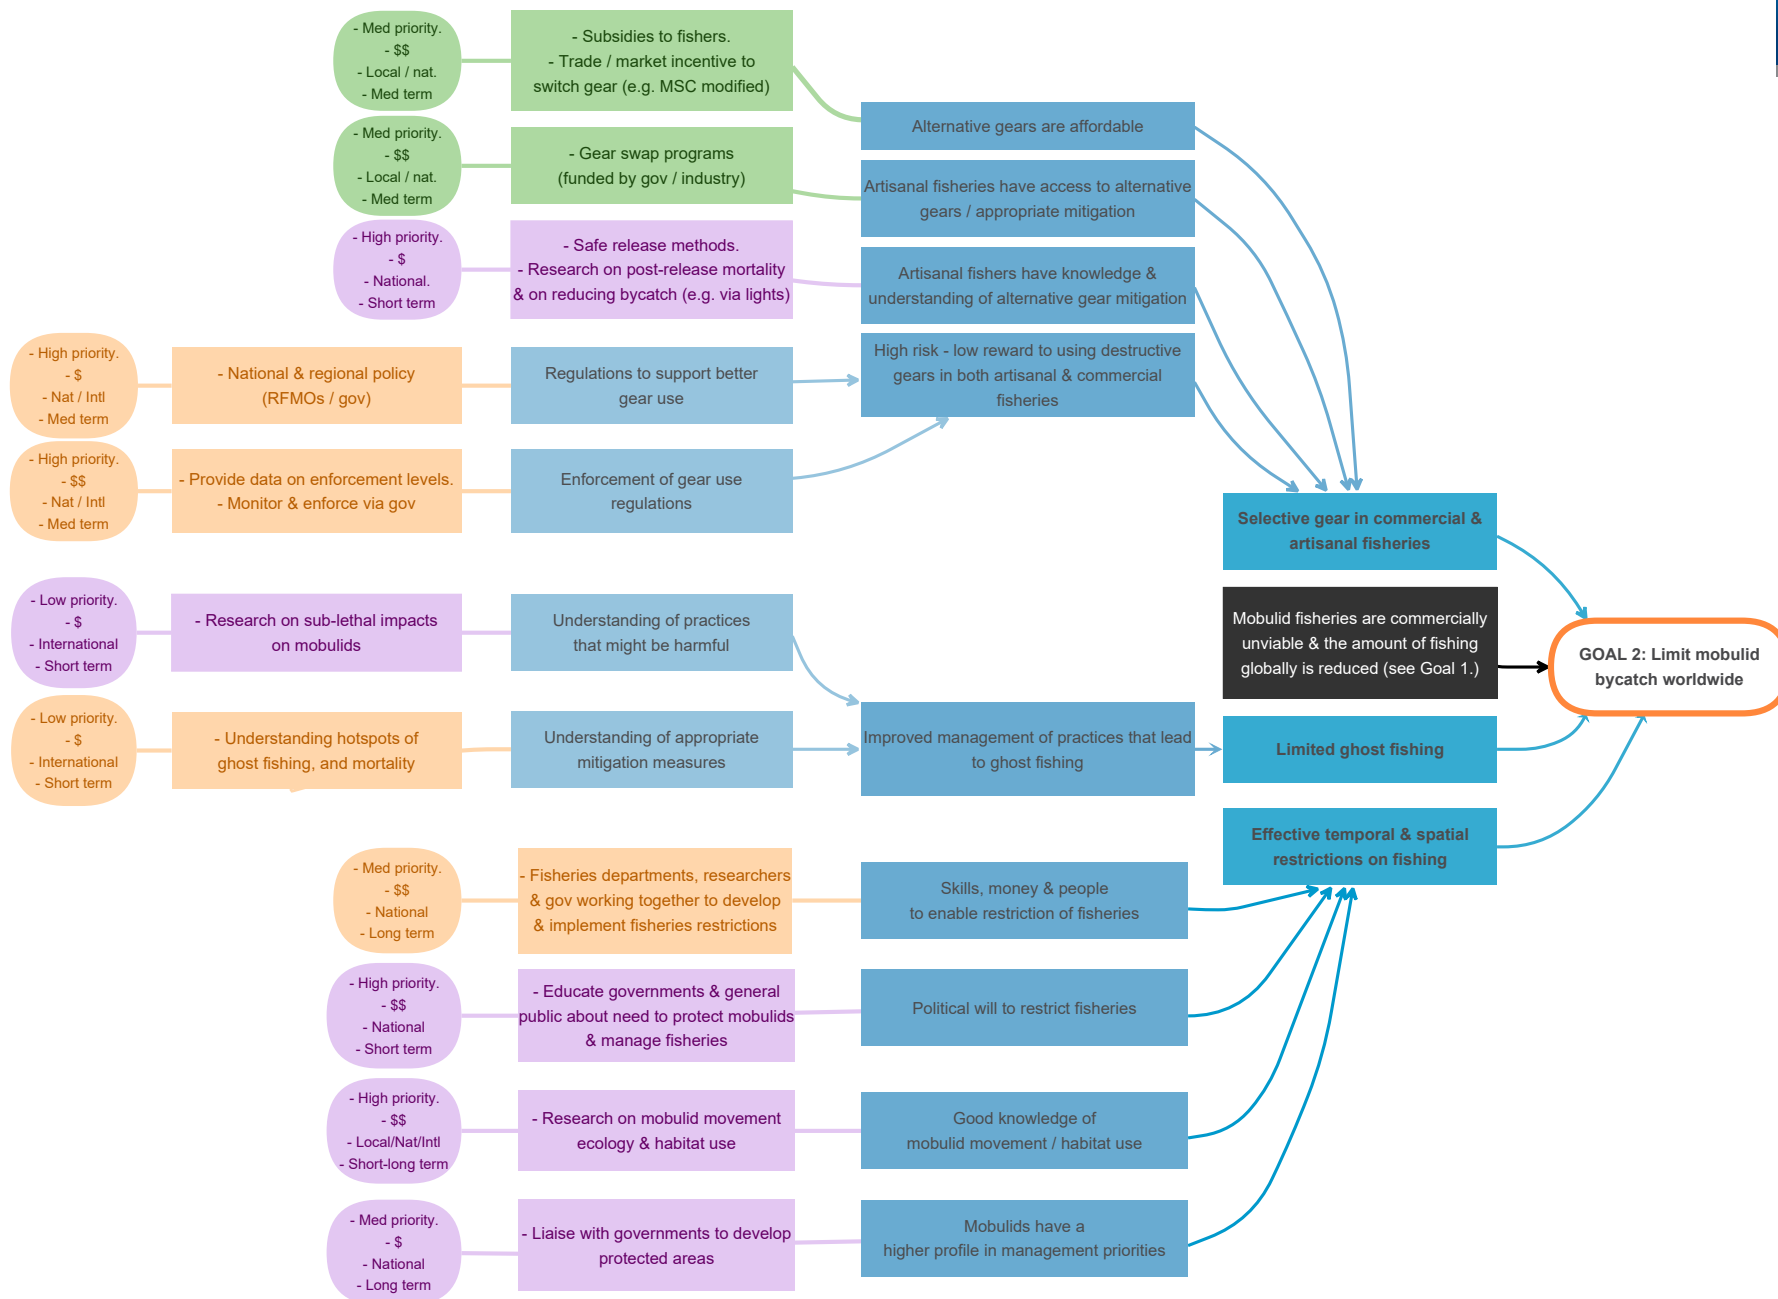 - Med priority.
- $$
- Local / nat.
- Med term
- Subsidies to fishers.
- Trade / market incentive to
switch gear (e.g. MSC modified)
Alternative gears are affordable
- Med priority.
- $$
- Local / nat.
- Med term
- Gear swap programs
(funded by gov / industry)
Artisanal fisheries have access to alternative
gears / appropriate mitigation
- High priority.
- $
- National.
- Short term
- Safe release methods.
- Research on post-release mortality
& on reducing bycatch (e.g. via lights)
Artisanal fishers have knowledge &
understanding of alternative gear mitigation
- High priority.
- $
- Nat / Intl
- Med term
- National & regional policy
(RFMOs / gov)
Regulations to support better
gear use
High risk - low reward to using destructive
gears in both artisanal & commercial
fisheries
- High priority.
- $$
- Nat / Intl
- Med term
- Provide data on enforcement levels.
- Monitor & enforce via gov
Enforcement of gear use
regulations
Selective gear in commercial &
artisanal fisheries
- Low priority.
- $
- International
- Short term
- Research on sub-lethal impacts
on mobulids
Understanding of practices
that might be harmful
Mobulid fisheries are commercially
unviable & the amount of fishing
globally is reduced (see Goal 1.)
GOAL 2: Limit mobulid
bycatch worldwide
- Low priority.
- $
- International
- Short term
- Understanding hotspots of
ghost fishing, and mortality
Understanding of appropriate
mitigation measures
Improved management of practices that lead
to ghost fishing
Limited ghost fishing
Effective temporal & spatial
restrictions on fishing
- Med priority.
- $$
- National
- Long term
- Fisheries departments, researchers
& gov working together to develop
& implement fisheries restrictions
Skills, money & people
to enable restriction of fisheries
- High priority.
- $$
- National
- Short term
- Educate governments & general
public about need to protect mobulids
& manage fisheries
Political will to restrict fisheries
- High priority.
- $$
- Local/Nat/Intl
- Short-long term
- Research on mobulid movement
ecology & habitat use
Good knowledge of
mobulid movement / habitat use
- Med priority.
- $
- National
- Long term
- Liaise with governments to develop
protected areas
Mobulids have a
higher profile in management priorities